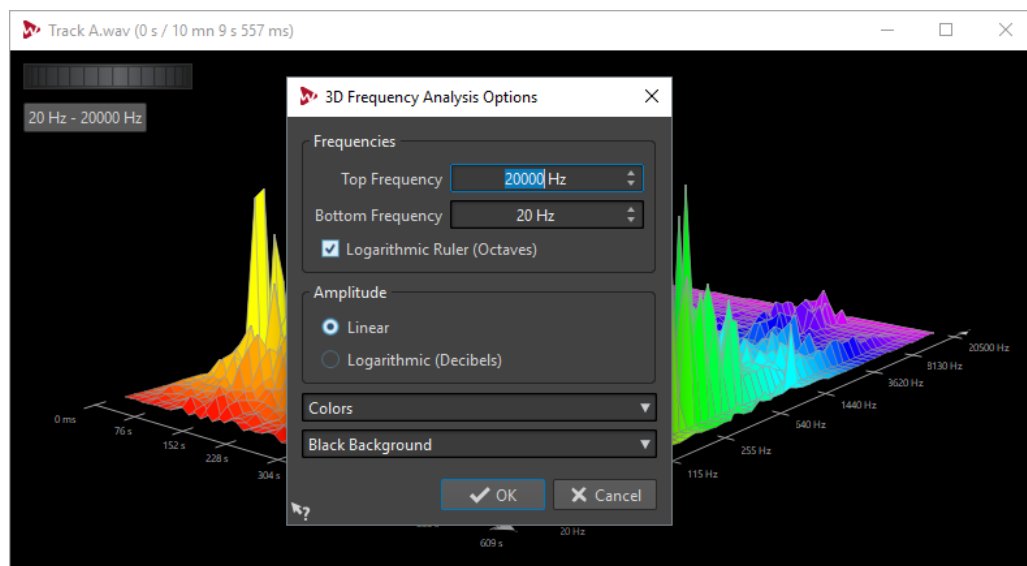 Track A.wav (0 s / 10 mn 9 s 557 ms)
20 Hz - 20000 Hz
3D Frequency Analysis Options
Frequencies
Top Frequency 20000 Hz
Bottom Frequency 20 Hz
Logarithmic Ruler (Octaves)
Amplitude
Linear
Logarithmic (Decibels)
Colors
Black Background
OK Cancel
0 ms
76 s
152 s
228 s
304 s
609 s
20 Hz
115 Hz
255 Hz
540 Hz
1440 Hz
3620 Hz
8130 Hz
20500 Hz